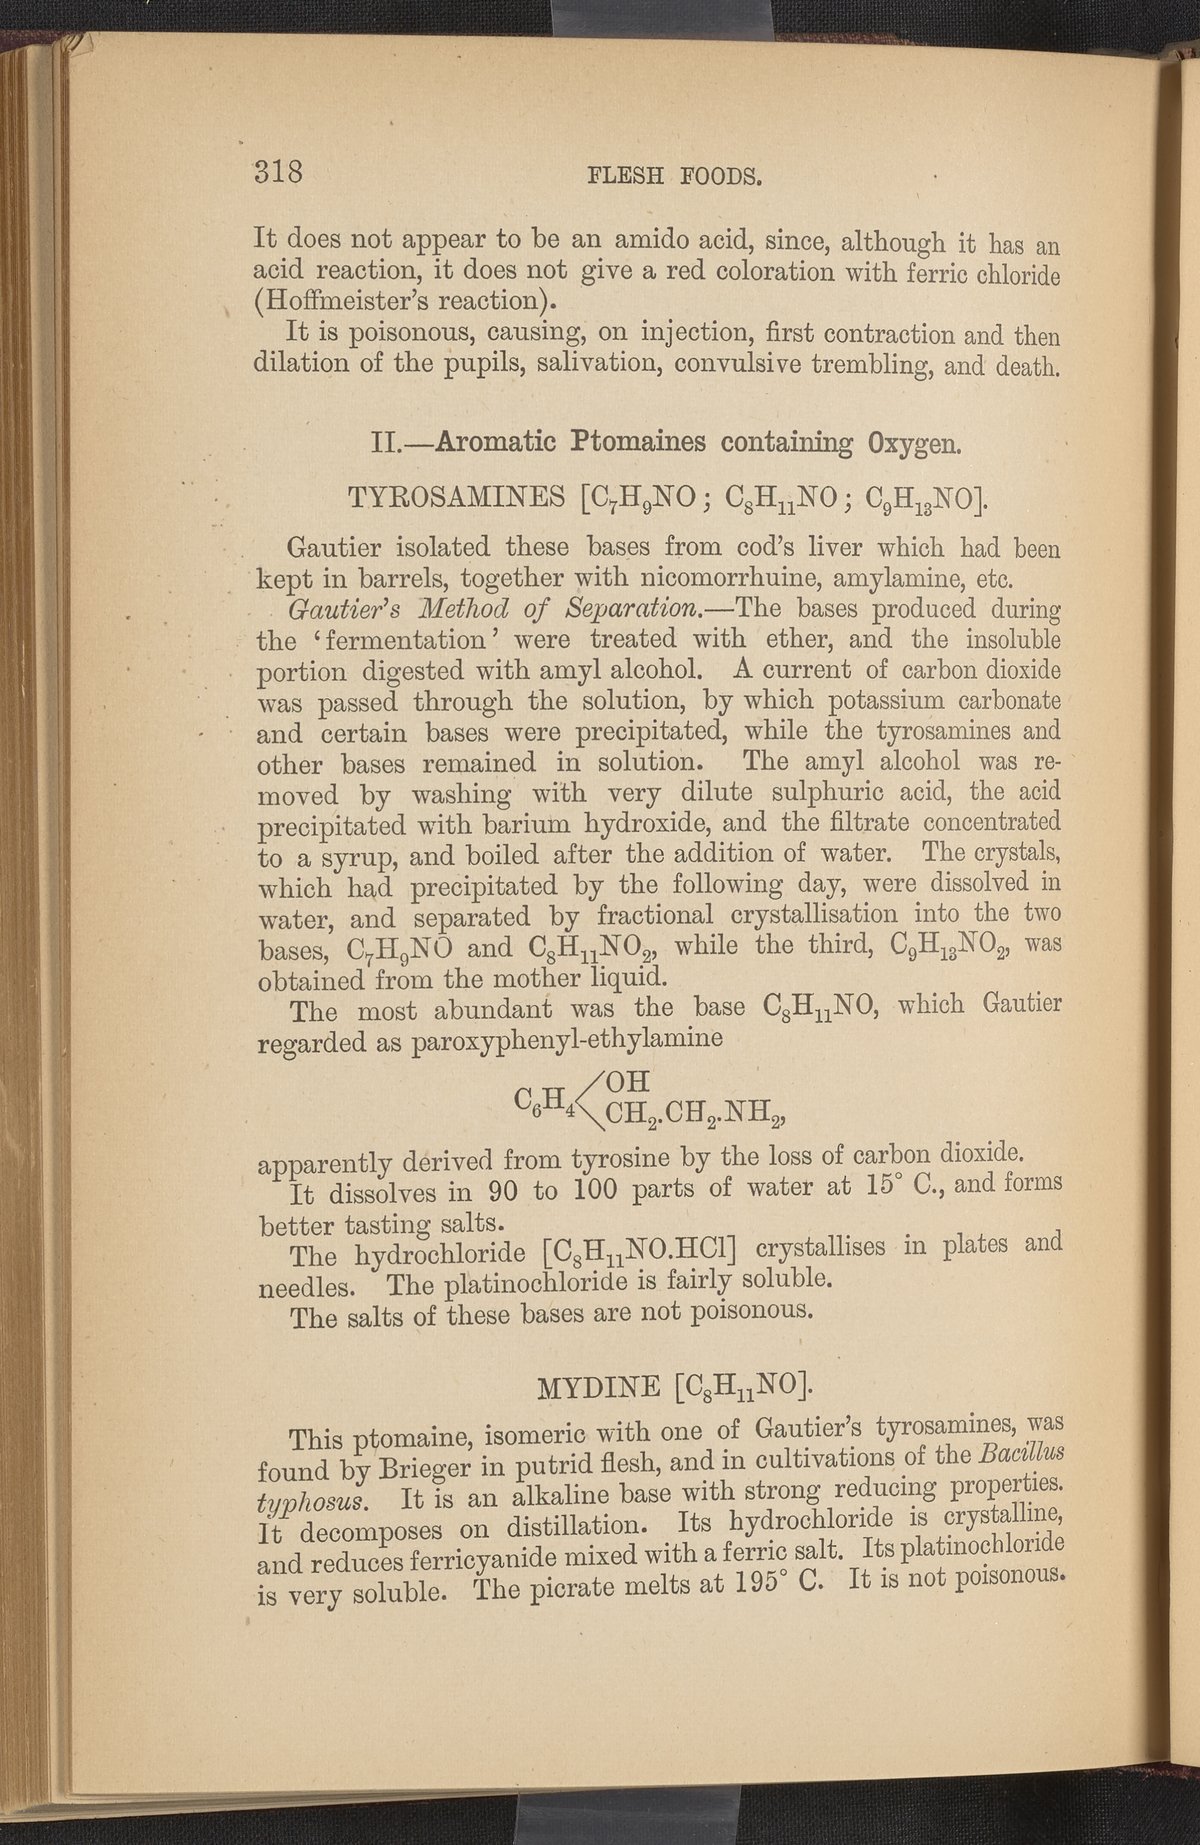 318 FLESH FOODS.
It does not appear to be an amido acid, since, although it has an
acid reaction, it does not give a red coloration with ferric chloride
(Hoffmeister's reaction).
It is poisonous, causing, on injection, first contraction and then
dilation of the pupils, salivation, convulsive trembling, and death.
II.—Aromatic Ptomaines containing Oxygen.
TYROSAMINES [C₇H₉NO; C₈H₁₁NO; C₉H₁₃NO].
Gautier isolated these bases from cod's liver which had been
kept in barrels, together with nicomorrhuine, amylamine, etc.
Gautier's Method of Separation.—The bases produced during
the 'fermentation' were treated with ether, and the insoluble
portion digested with amyl alcohol. A current of carbon dioxide
was passed through the solution, by which potassium carbonate
and certain bases were precipitated, while the tyrosamines and
other bases remained in solution. The amyl alcohol was re-
moved by washing with very dilute sulphuric acid, the acid
precipitated with barium hydroxide, and the filtrate concentrated
to a syrup, and boiled after the addition of water. The crystals,
which had precipitated by the following day, were dissolved in
water, and separated by fractional crystallisation into the two
bases, C₇H₉NO and C₈H₁₁NO₂, while the third, C₉H₁₃NO₂, was
obtained from the mother liquid.
The most abundant was the base C₈H₁₁NO, which Gautier
regarded as paroxyphenyl-ethylamine
OH
C₆H₄
CH₂.CH₂.NH₂,
apparently derived from tyrosine by the loss of carbon dioxide.
It dissolves in 90 to 100 parts of water at 15° C., and forms
better tasting salts.
The hydrochloride [C₈H₁₁NO.HCl] crystallises in plates and
needles. The platinochloride is fairly soluble.
The salts of these bases are not poisonous.
MYDINE [C₈H₁₁NO].
This ptomaine, isomeric with one of Gautier's tyrosamines, was
found by Brieger in putrid flesh, and in cultivations of the Bacillus
typhosus. It is an alkaline base with strong reducing properties.
It decomposes on distillation. Its hydrochloride is crystalline,
and reduces ferricyanide mixed with a ferric salt. Its platinochloride
is very soluble. The picrate melts at 195° C. It is not poisonous.